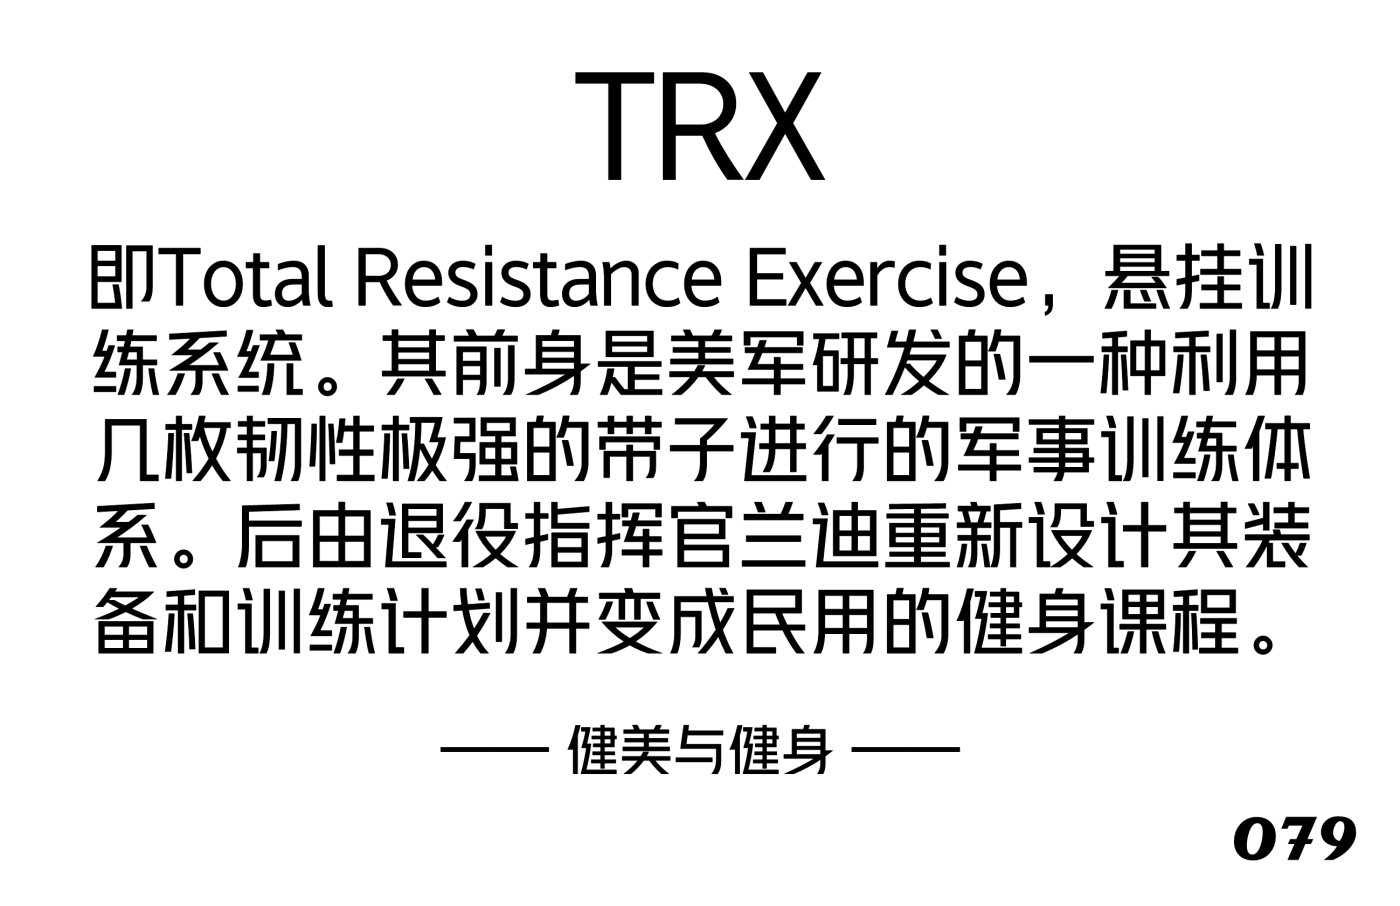 TRX
即Total Resistance Exercise，悬挂训
练系统。其前身是美军研发的一种利用
几枚韧性极强的带子进行的军事训练体
系。后由退役指挥官兰迪重新设计其装
备和训练计划并变成民用的健身课程。
—— 健美与健身 ——
079